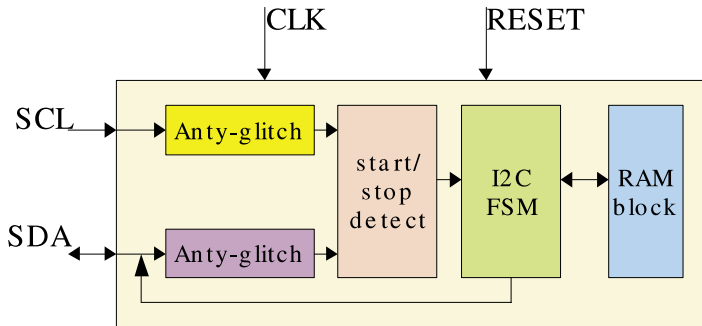 CLK
RESET
SCL
Anty-glitch
start/
stop
detect
I2C
FSM
RAM
block
SDA
Anty-glitch